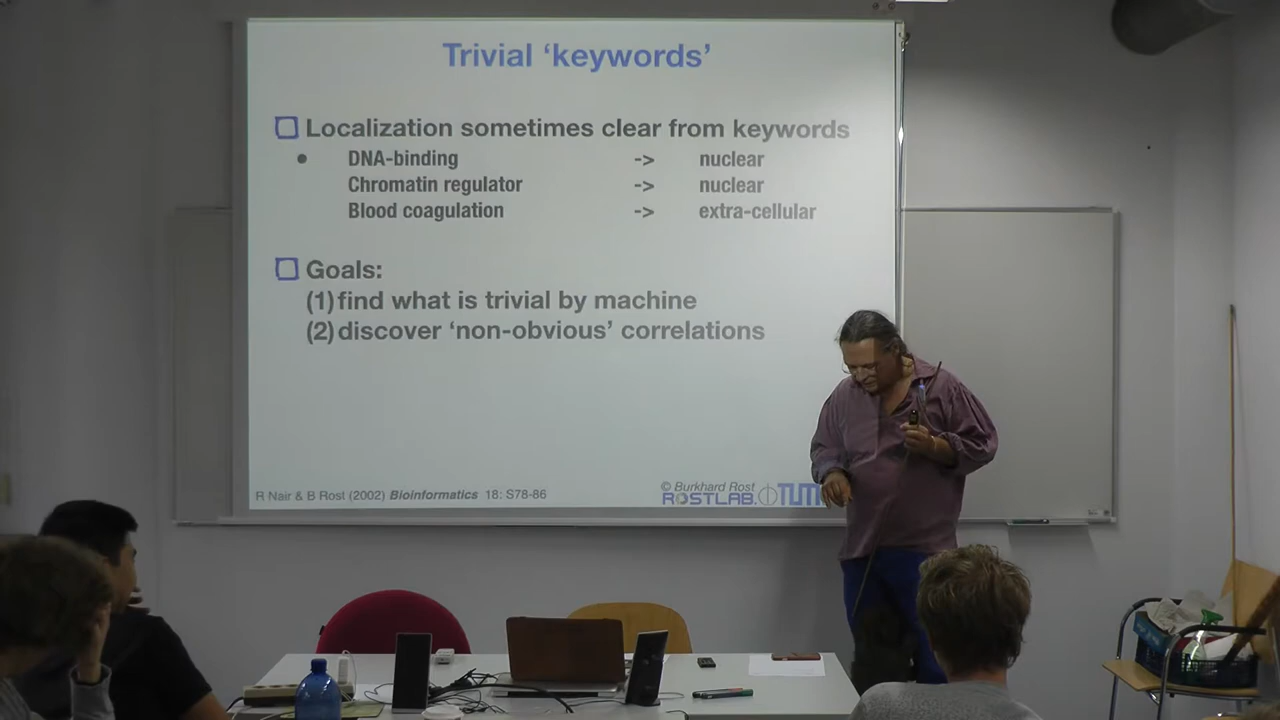 Trivial ‘keywords’
Localization sometimes clear from keywords
DNA-binding -> nuclear
Chromatin regulator -> nuclear
Blood coagulation -> extra-cellular
Goals:
(1) find what is trivial by machine
(2) discover ‘non-obvious’ correlations
R Nair & B Rost (2002) Bioinformatics 18: S78-86
© Burkhard Rost
ROSTLAB. TUM